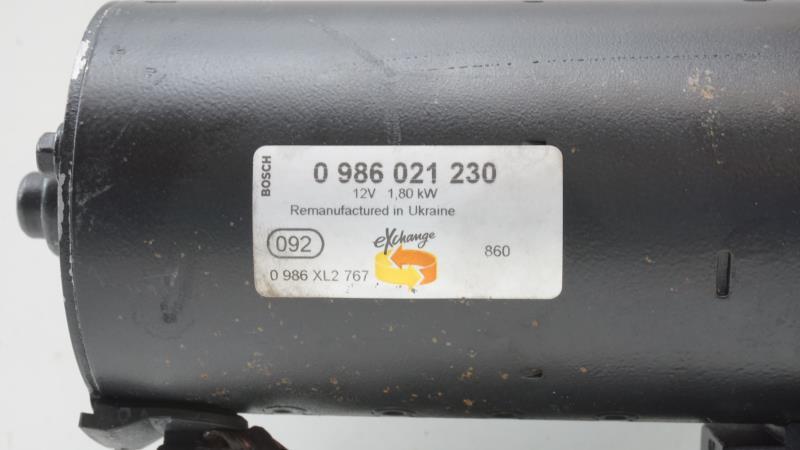 BOSCH
0 986 021 230
12V 1,80 kW
Remanufactured in Ukraine
092
eXchange
860
0 986 XL2 767